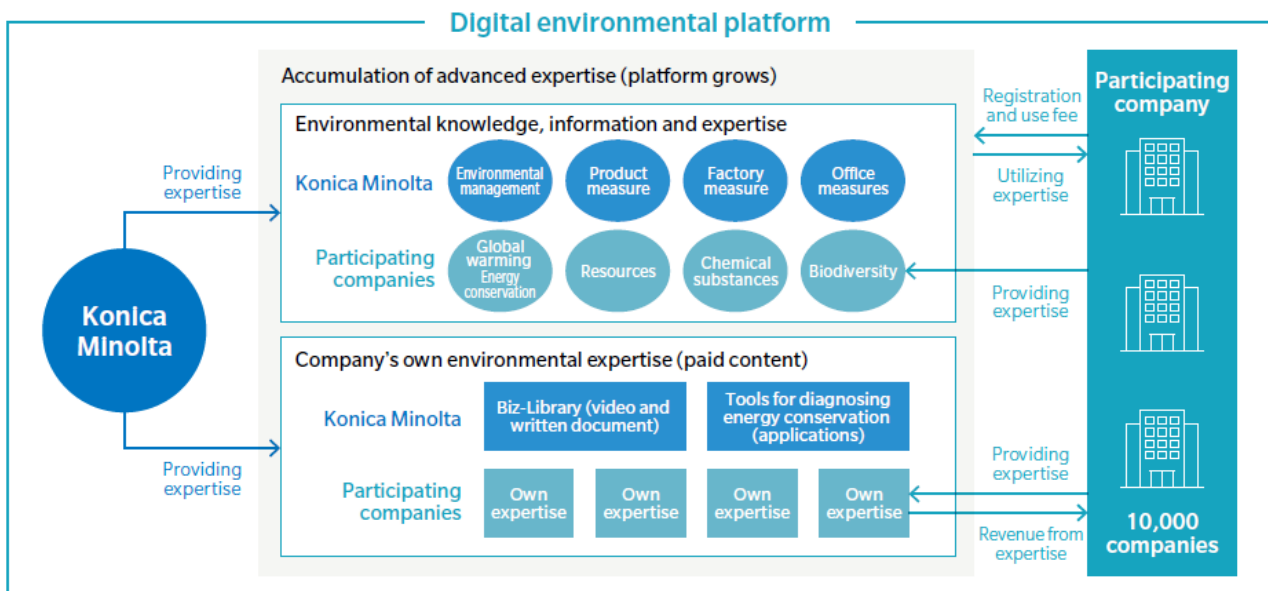 Digital environmental platform
Accumulation of advanced expertise (platform grows)
Environmental knowledge, information and expertise
Konica Minolta
Environmental
management
Product
measure
Factory
measure
Office
measures
Participating
companies
Global
warming
Energy
conservation
Resources
Chemical
substances
Biodiversity
Company's own environmental expertise (paid content)
Konica Minolta
Biz-Library (video and
written document)
Tools for diagnosing
energy conservation
(applications)
Participating
companies
Own
expertise
Own
expertise
Own
expertise
Own
expertise
Providing
expertise
Konica
Minolta
Providing
expertise
Registration
and use fee
Utilizing
expertise
Providing
expertise
Providing
expertise
Revenue from
expertise
Participating
company
10,000
companies